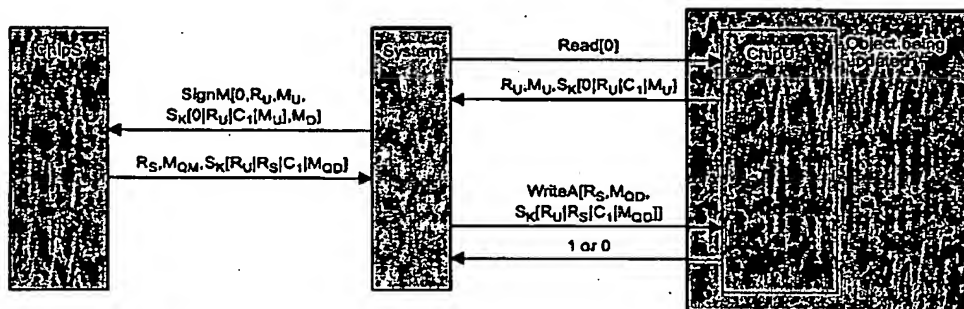 ChipS
System
Read[0]
ChipU
Object being
updated
R_U,M_U,S_K[0|R_U|C_1|M_U]
SignM[0,R_U,M_U,
S_K[0|R_U|C_1|M_U],M_D]
R_S,M_QM,S_K[R_U|R_S|C_1|M_QD]
WriteA[R_S,M_QD,
S_K[R_U|R_S|C_1|M_QD]]
1 or 0